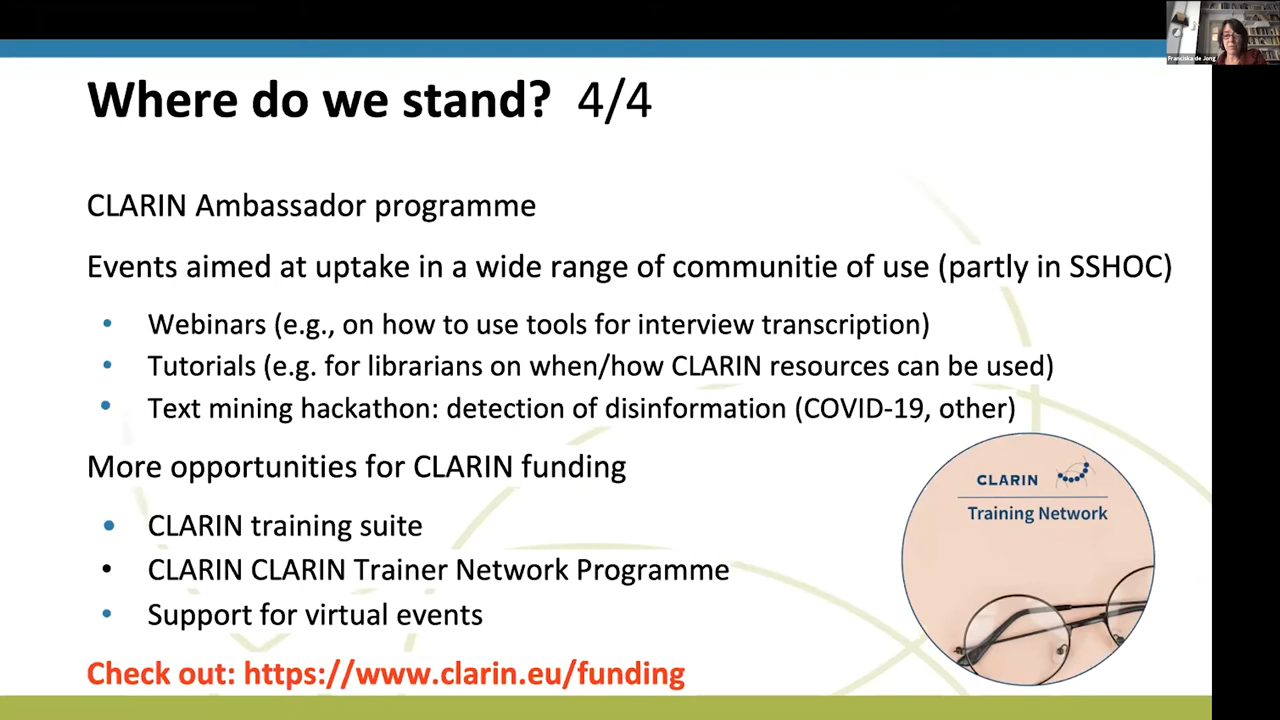 Franciska de Jong
Where do we stand? 4/4
CLARIN Ambassador programme
Events aimed at uptake in a wide range of communitie of use (partly in SSHOC)
• Webinars (e.g., on how to use tools for interview transcription)
• Tutorials (e.g. for librarians on when/how CLARIN resources can be used)
• Text mining hackathon: detection of disinformation (COVID-19, other)
More opportunities for CLARIN funding
• CLARIN training suite
• CLARIN CLARIN Trainer Network Programme
• Support for virtual events
Check out: https://www.clarin.eu/funding
CLARIN
Training Network